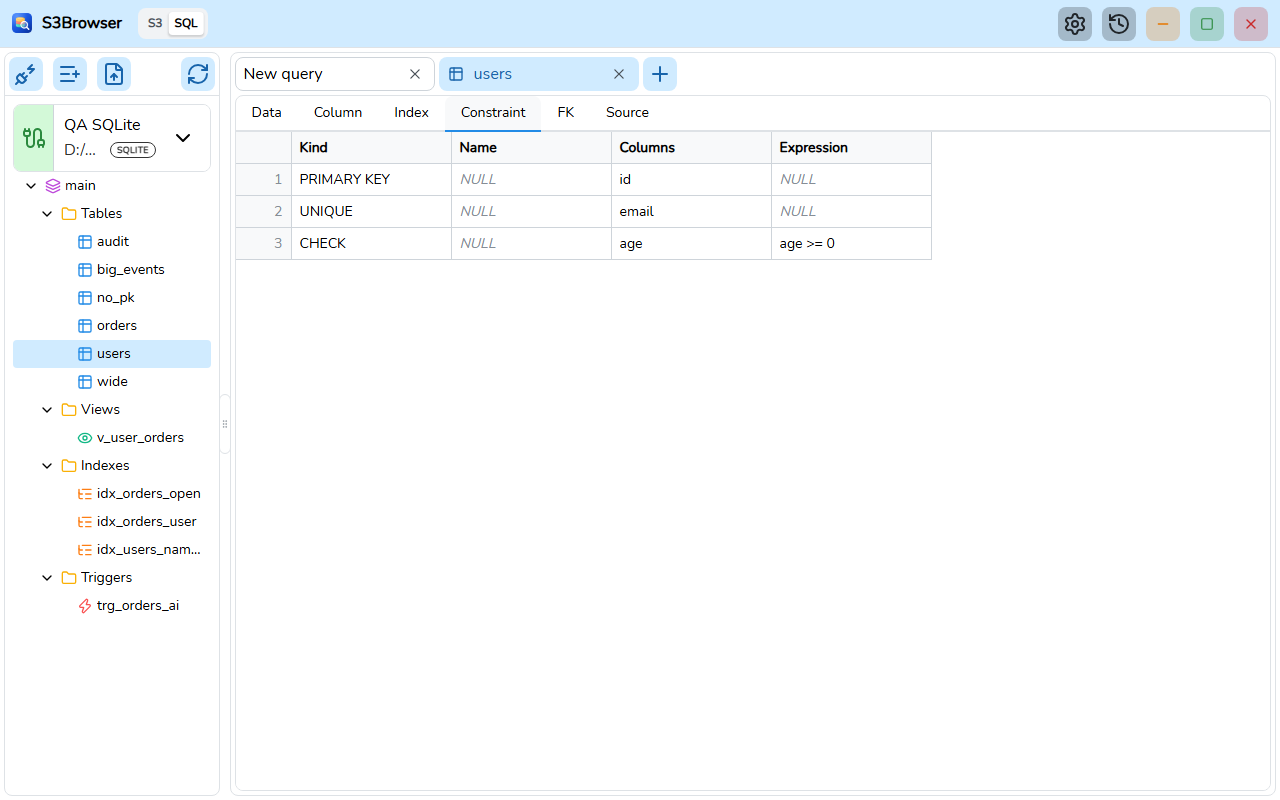 S3Browser S3 SQL
QA SQLite
D:/... SQLITE
main
Tables
audit
big_events
no_pk
orders
users
wide
Views
v_user_orders
Indexes
idx_orders_open
idx_orders_user
idx_users_nam...
Triggers
trg_orders_ai
New query users
Data Column Index Constraint FK Source
Kind Name Columns Expression
1 PRIMARY KEY NULL id NULL
2 UNIQUE NULL email NULL
3 CHECK NULL age age >= 0